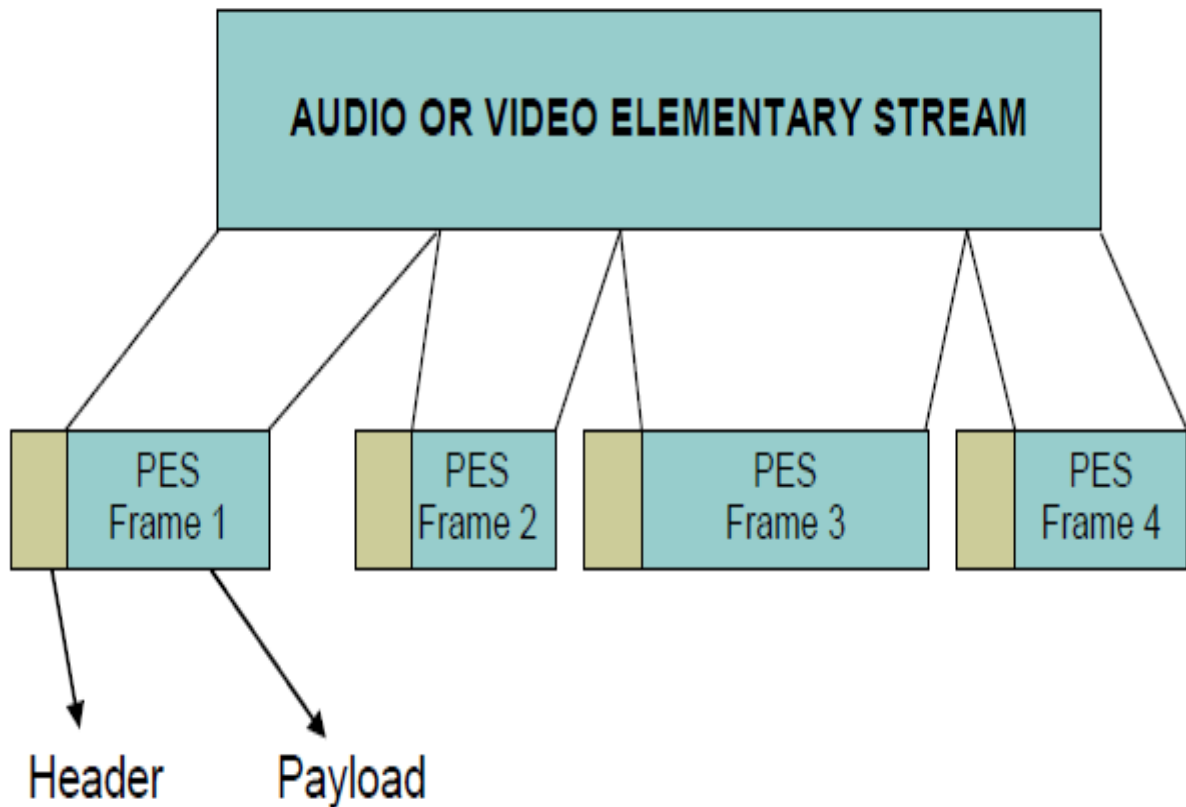 AUDIO OR VIDEO ELEMENTARY STREAM
PES
Frame 1
PES
Frame 2
PES
Frame 3
PES
Frame 4
Header
Payload